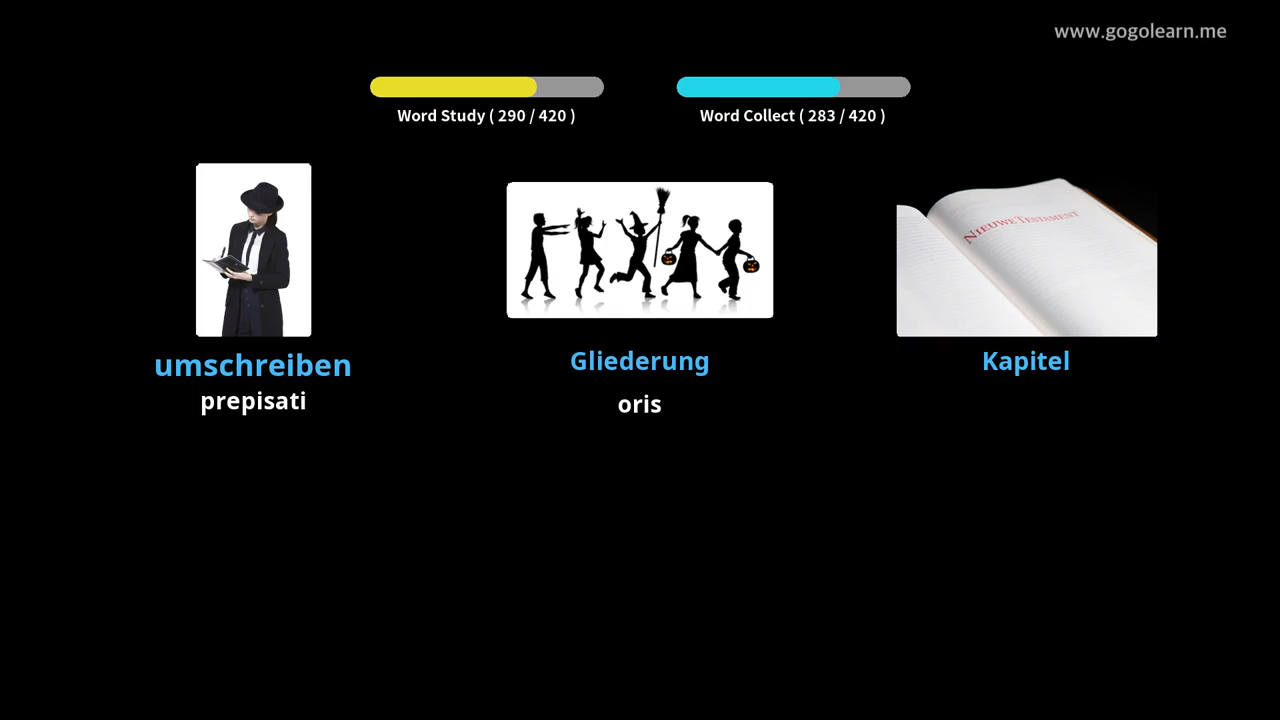 www.gogolearn.me
Word Study ( 290 / 420 )
Word Collect ( 283 / 420 )
NIEUWE TESTAMENT
umschreiben
Gliederung
Kapitel
prepisati
oris